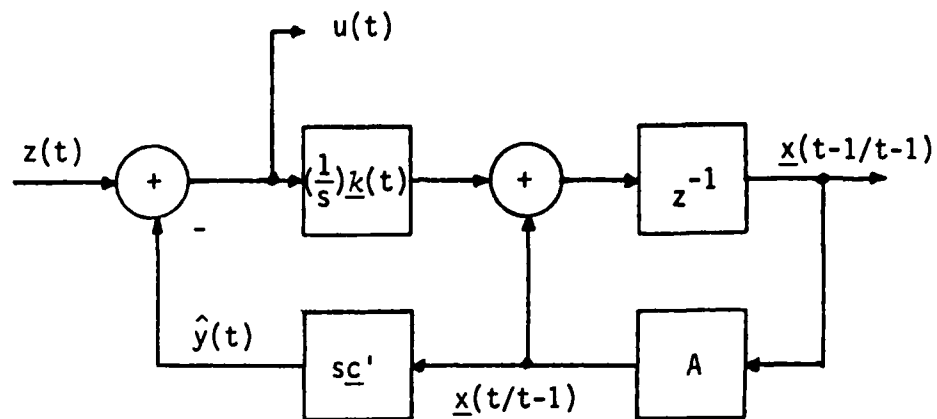 u(t)
z(t)
+
-
(1/s)k(t)
+
z^-1
x(t-1/t-1)
ŷ(t)
sc'
x(t/t-1)
A